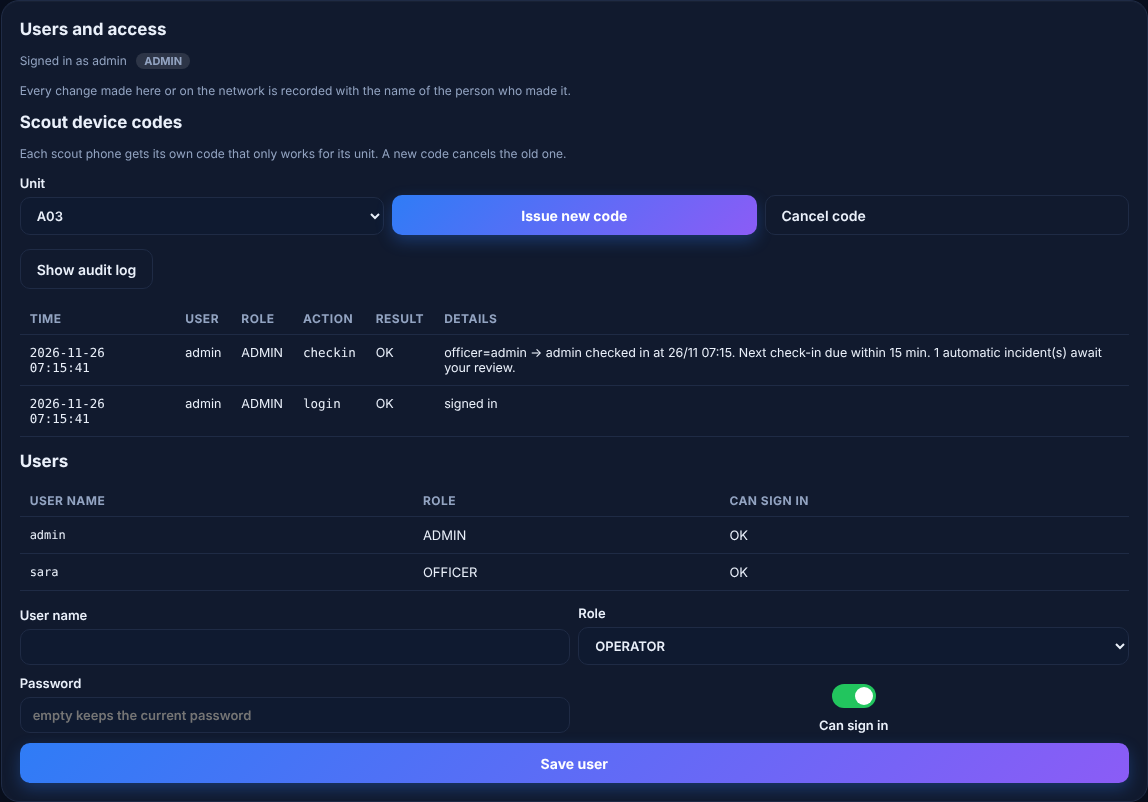 Users and access
Signed in as admin ADMIN
Every change made here or on the network is recorded with the name of the person who made it.
Scout device codes
Each scout phone gets its own code that only works for its unit. A new code cancels the old one.
Unit
A03 Issue new code Cancel code
Show audit log
TIME USER ROLE ACTION RESULT DETAILS
2026-11-26 admin ADMIN checkin OK officer=admin → admin checked in at 26/11 07:15. Next check-in due within 15 min. 1 automatic incident(s) await
07:15:41 your review.
2026-11-26 admin ADMIN login OK signed in
07:15:41
Users
USER NAME ROLE CAN SIGN IN
admin ADMIN OK
sara OFFICER OK
User name Role
OPERATOR
Password
empty keeps the current password
Can sign in
Save user